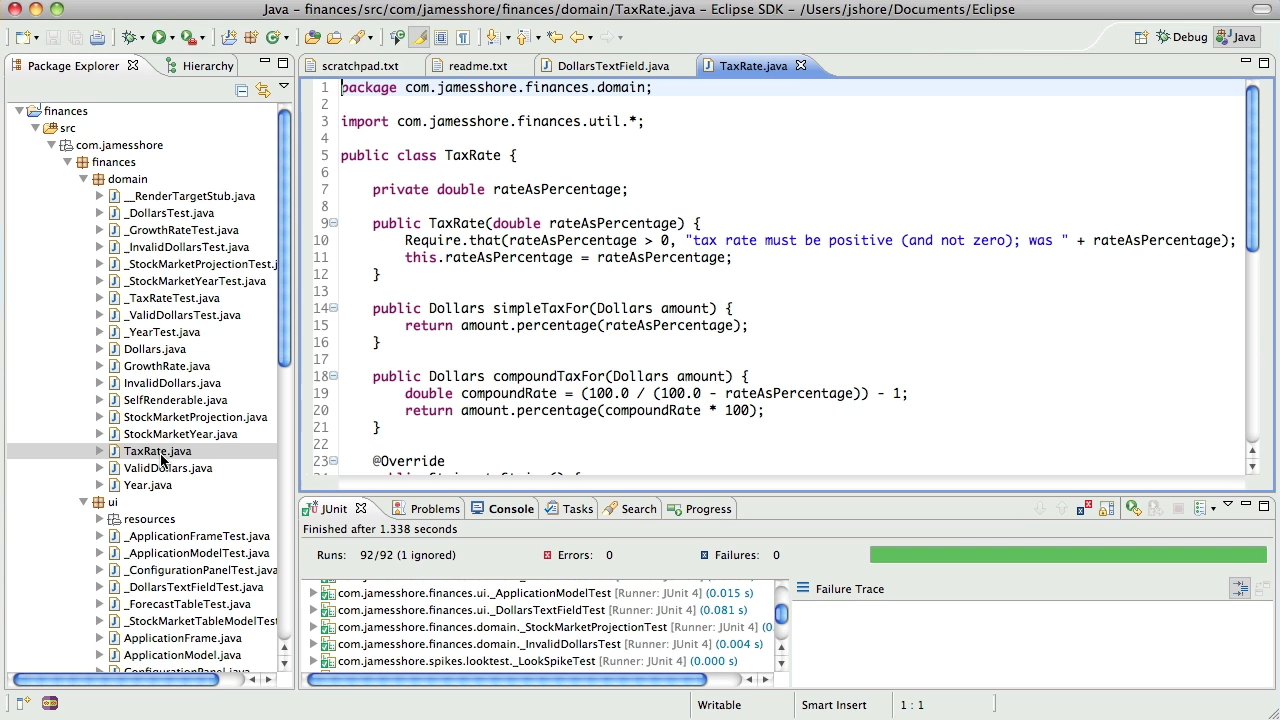 Java - finances/src/com/jamesshore/finances/domain/TaxRate.java - Eclipse SDK - /Users/jshore/Documents/Eclipse
Debug Java
Package Explorer Hierarchy
finances
src
com.jamesshore
finances
domain
__RenderTargetStub.java
_DollarsTest.java
_GrowthRateTest.java
_InvalidDollarsTest.java
_StockMarketProjectionTest.j
_StockMarketYearTest.java
_TaxRateTest.java
_ValidDollarsTest.java
_YearTest.java
Dollars.java
GrowthRate.java
InvalidDollars.java
SelfRenderable.java
StockMarketProjection.java
StockMarketYear.java
TaxRate.java
ValidDollars.java
Year.java
ui
resources
_ApplicationFrameTest.java
_ApplicationModelTest.java
_ConfigurationPanelTest.java
_DollarsTextFieldTest.java
_ForecastTableTest.java
_StockMarketTableModelTest
ApplicationFrame.java
ApplicationModel.java
ConfigurationPanel.java
scratchpad.txt readme.txt DollarsTextField.java TaxRate.java
1 package com.jamesshore.finances.domain;
2
3 import com.jamesshore.finances.util.*;
4
5 public class TaxRate {
6
7 private double rateAsPercentage;
8
9 public TaxRate(double rateAsPercentage) {
10 Require.that(rateAsPercentage > 0, "tax rate must be positive (and not zero); was " + rateAsPercentage);
11 this.rateAsPercentage = rateAsPercentage;
12 }
13
14 public Dollars simpleTaxFor(Dollars amount) {
15 return amount.percentage(rateAsPercentage);
16 }
17
18 public Dollars compoundTaxFor(Dollars amount) {
19 double compoundRate = (100.0 / (100.0 - rateAsPercentage)) - 1;
20 return amount.percentage(compoundRate * 100);
21 }
22
23 @Override
24 public String toString() {
JUnit Problems Console Tasks Search Progress
Finished after 1.338 seconds
Runs: 92/92 (1 ignored) Errors: 0 Failures: 0
com.jamesshore.finances.ui._ApplicationModelTest [Runner: JUnit 4] (0.015 s)
com.jamesshore.finances.ui._DollarsTextFieldTest [Runner: JUnit 4] (0.081 s)
com.jamesshore.finances.domain._StockMarketProjectionTest [Runner: JUnit 4] (0.
com.jamesshore.finances.domain._InvalidDollarsTest [Runner: JUnit 4] (0.004 s)
com.jamesshore.spikes.looktest._LookSpikeTest [Runner: JUnit 4] (0.000 s)
Failure Trace
Writable Smart Insert 1 : 1